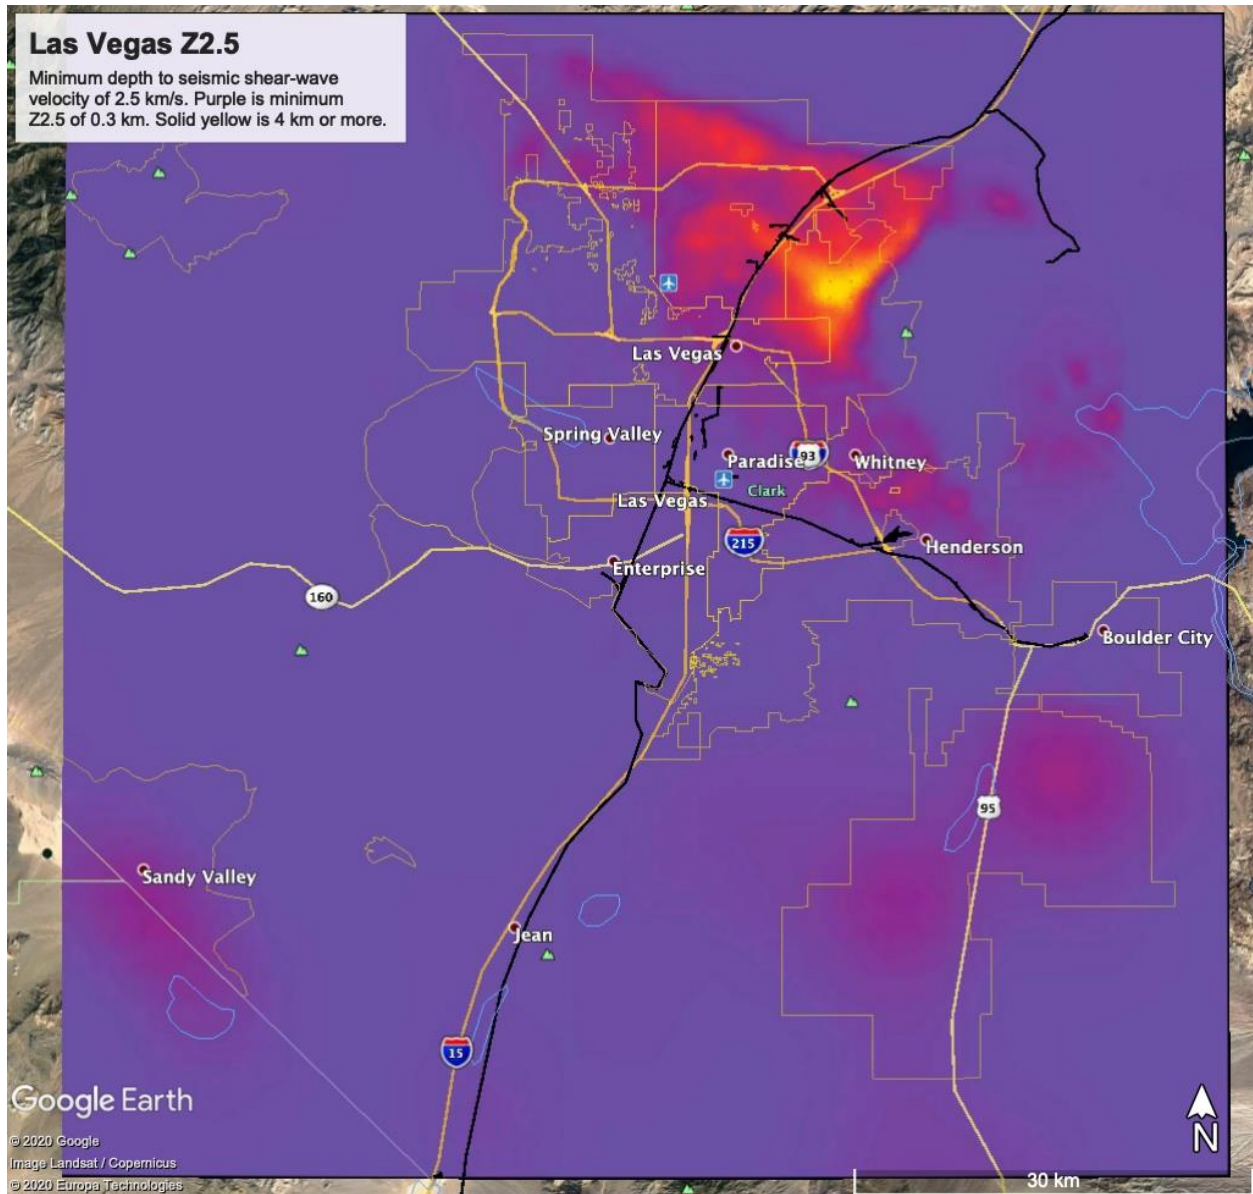 Las Vegas Z2.5
Minimum depth to seismic shear-wave
velocity of 2.5 km/s. Purple is minimum
Z2.5 of 0.3 km. Solid yellow is 4 km or more.
Las Vegas
Spring Valley
Paradise
93
Whitney
Clark
Las Vegas
215
Henderson
Enterprise
160
Boulder City
95
Sandy Valley
Jean
15
Google Earth
© 2020 Google
Image Landsat / Copernicus
© 2020 Europa Technologies
N
30 km